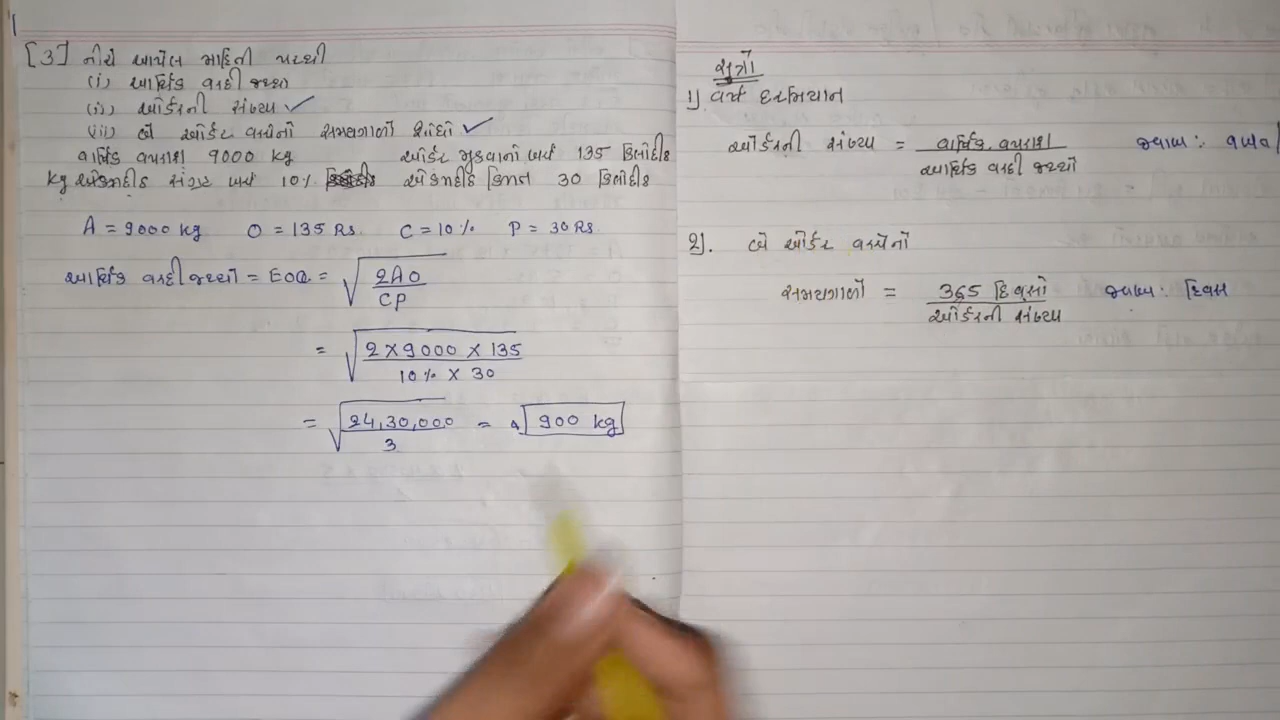 [3] નીચે આપેલ માહિતી પરથી
(i) આર્થિક વરદી જથ્થો
(ii) ઓર્ડરની સંખ્યા ✓
(iii) બે ઓર્ડર વચ્ચેનો સમયગાળો શોધો ✓
વાર્ષિક વપરાશ 9000 kg ઓર્ડર મુકવાનો ખર્ચ 135
kg એકમદીઠ સંગ્રહ ખર્ચ 10% એકમદીઠ કિંમત 30
A = 9000 kg O = 135 Rs. C = 10% P = 30 Rs.
આર્થિક વરદી જથ્થો = EOQ = √(2AO / CP)
= √(2 × 9000 × 135 / 10% × 30)
= √(24,30,000 / 3) = 900 kg
સૂત્રો
1) વર્ષ દરમિયાન
ઓર્ડરની સંખ્યા = વાર્ષિક વપરાશ / આર્થિક વરદી જથ્થો જવાબ:
2). બે ઓર્ડર વચ્ચેનો
સમયગાળો = 365 દિવસો / ઓર્ડરની સંખ્યા જવાબ: દિવસ